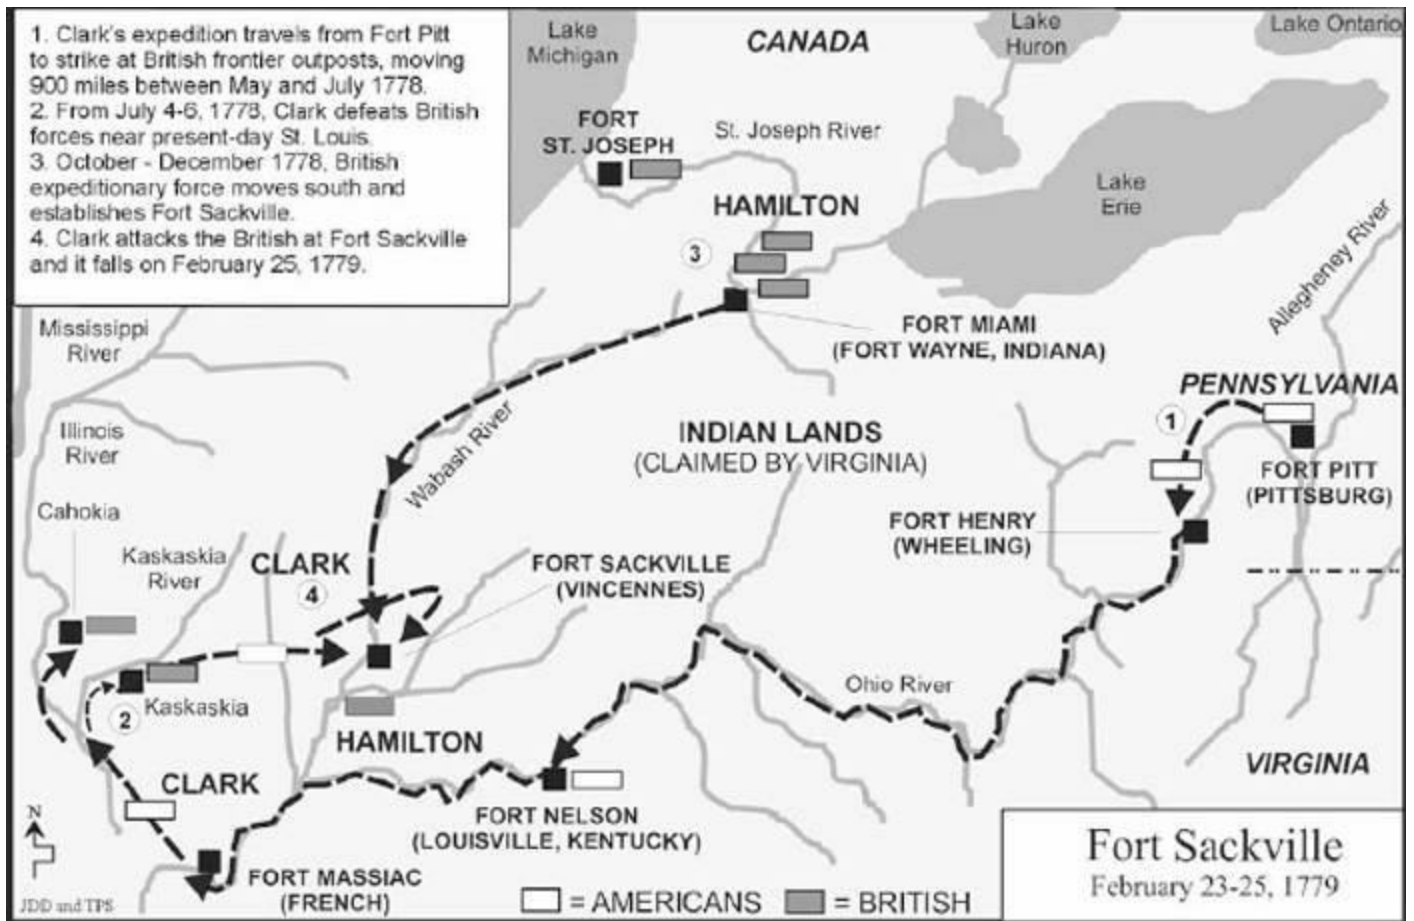 1. Clark's expedition travels from Fort Pitt
to strike at British frontier outposts, moving
900 miles between May and July 1778.
2. From July 4-6, 1778, Clark defeats British
forces near present-day St. Louis.
3. October - December 1778, British
expeditionary force moves south and
establishes Fort Sackville.
4. Clark attacks the British at Fort Sackville
and it falls on February 25, 1779.
Lake
Michigan
CANADA
Lake
Huron
Lake Ontario
FORT
ST. JOSEPH
St. Joseph River
Lake
Erie
HAMILTON
3
Allegheney River
Mississippi
River
FORT MIAMI
(FORT WAYNE, INDIANA)
PENNSYLVANIA
1
Illinois
River
Wabash River
INDIAN LANDS
(CLAIMED BY VIRGINIA)
FORT PITT
(PITTSBURG)
Cahokia
FORT HENRY
(WHEELING)
Kaskaskia
River
CLARK
4
FORT SACKVILLE
(VINCENNES)
Kaskaskia
2
Ohio River
HAMILTON
VIRGINIA
CLARK
N
FORT NELSON
(LOUISVILLE, KENTUCKY)
FORT MASSIAC
(FRENCH)
= AMERICANS
= BRITISH
Fort Sackville
February 23-25, 1779
JDD and TPS